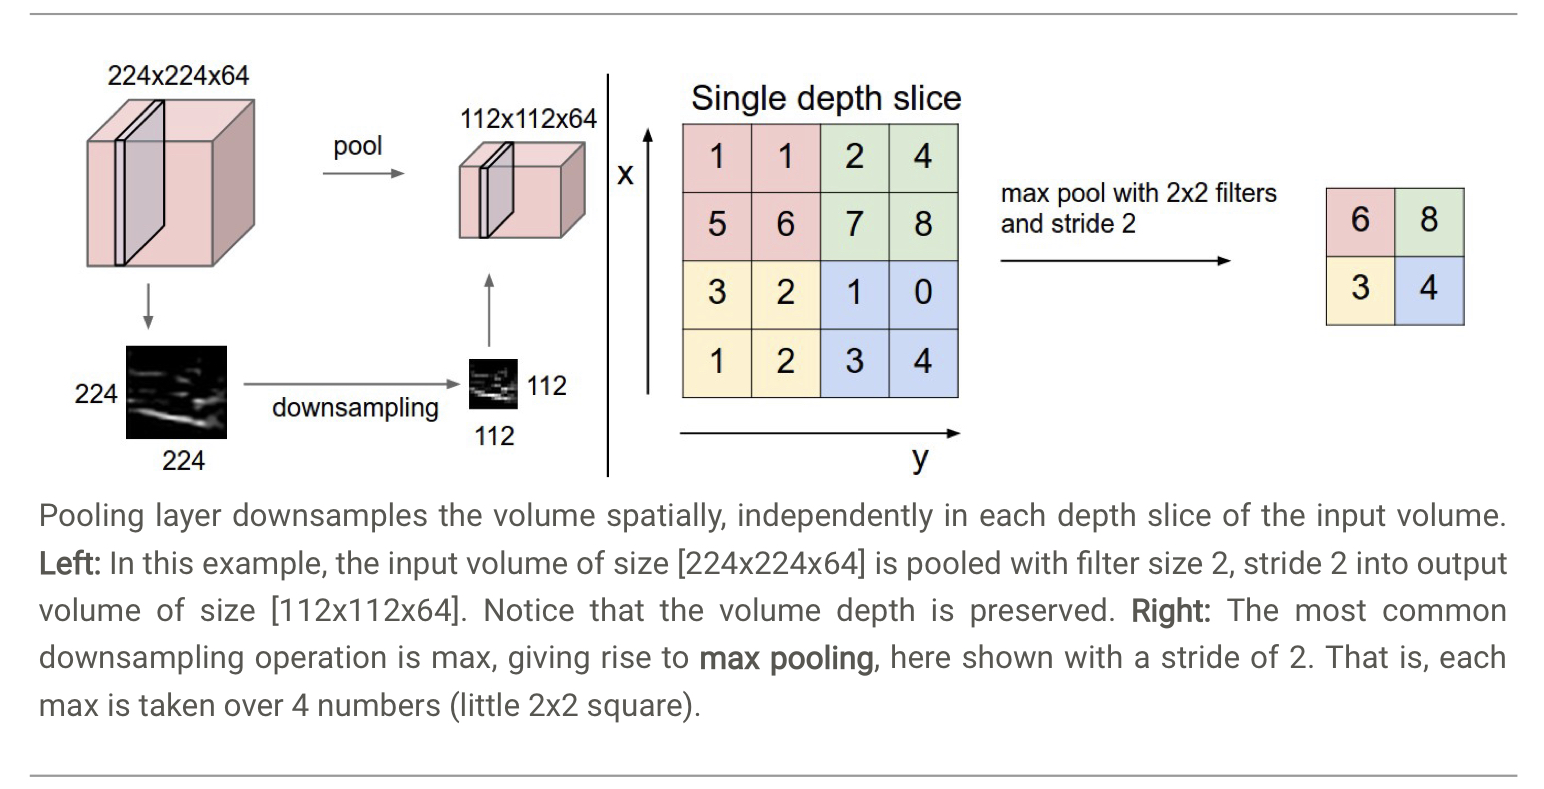 224x224x64
pool
112x112x64
224
downsampling
112
112
224
Single depth slice
x
1 1 2 4
5 6 7 8
3 2 1 0
1 2 3 4
y
max pool with 2x2 filters
and stride 2
6 8
3 4
Pooling layer downsamples the volume spatially, independently in each depth slice of the input volume.
Left: In this example, the input volume of size [224x224x64] is pooled with filter size 2, stride 2 into output
volume of size [112x112x64]. Notice that the volume depth is preserved. Right: The most common
downsampling operation is max, giving rise to max pooling, here shown with a stride of 2. That is, each
max is taken over 4 numbers (little 2x2 square).